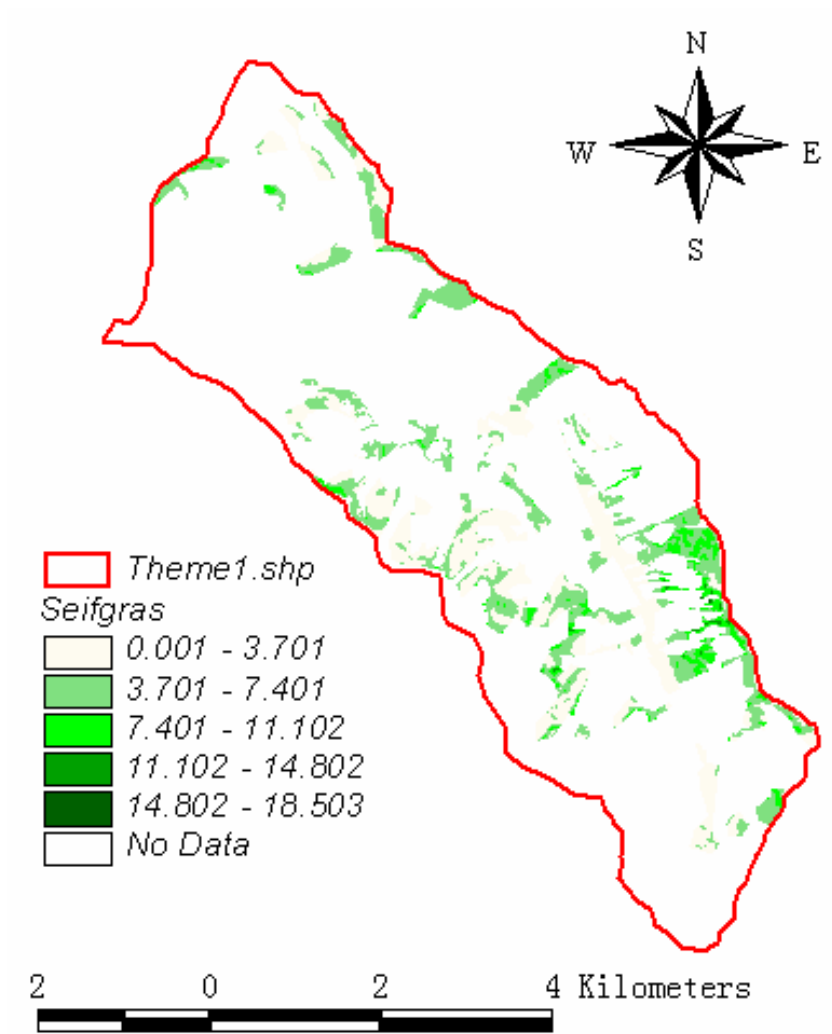 N
W E
S
Theme1.shp
Seifgras
0.001 - 3.701
3.701 - 7.401
7.401 - 11.102
11.102 - 14.802
14.802 - 18.503
No Data
2 0 2 4 Kilometers